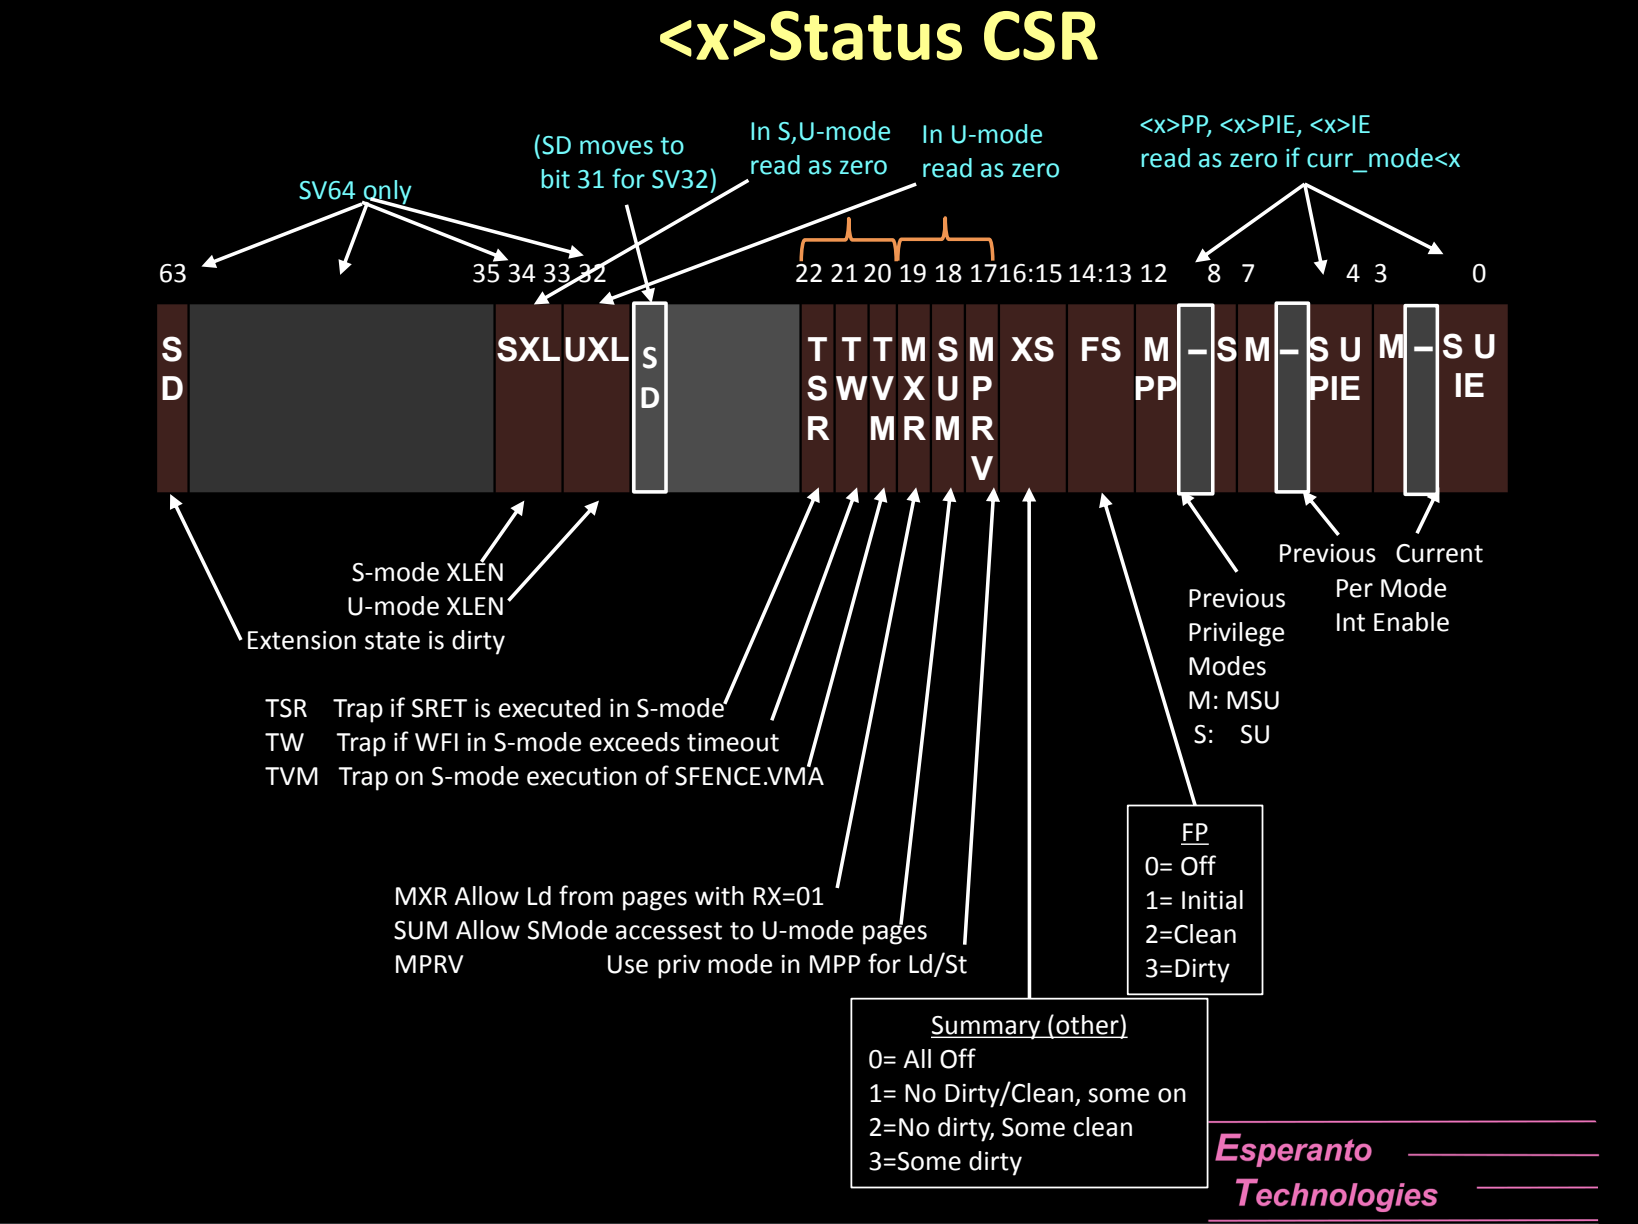 <x>Status CSR
SV64 only
(SD moves to
bit 31 for SV32)
In S,U-mode
read as zero
In U-mode
read as zero
<x>PP, <x>PIE, <x>IE
read as zero if curr_mode<x
63 35 34 33 32 22 21 20 19 18 17 16:15 14:13 12 8 7 4 3 0
SD
SXL
UXL
SD
TSR
TW
TVM
MXR
SUM
MPRV
XS
FS
M – S
PP
M – S U
PIE
M – S U
IE
S-mode XLEN
U-mode XLEN
Extension state is dirty
Previous
Privilege
Modes
M: MSU
S: SU
Previous Current
Per Mode
Int Enable
TSR Trap if SRET is executed in S-mode
TW Trap if WFI in S-mode exceeds timeout
TVM Trap on S-mode execution of SFENCE.VMA
MXR Allow Ld from pages with RX=01
SUM Allow SMode accessest to U-mode pages
MPRV Use priv mode in MPP for Ld/St
FP
0= Off
1= Initial
2=Clean
3=Dirty
Summary (other)
0= All Off
1= No Dirty/Clean, some on
2=No dirty, Some clean
3=Some dirty
Esperanto
Technologies